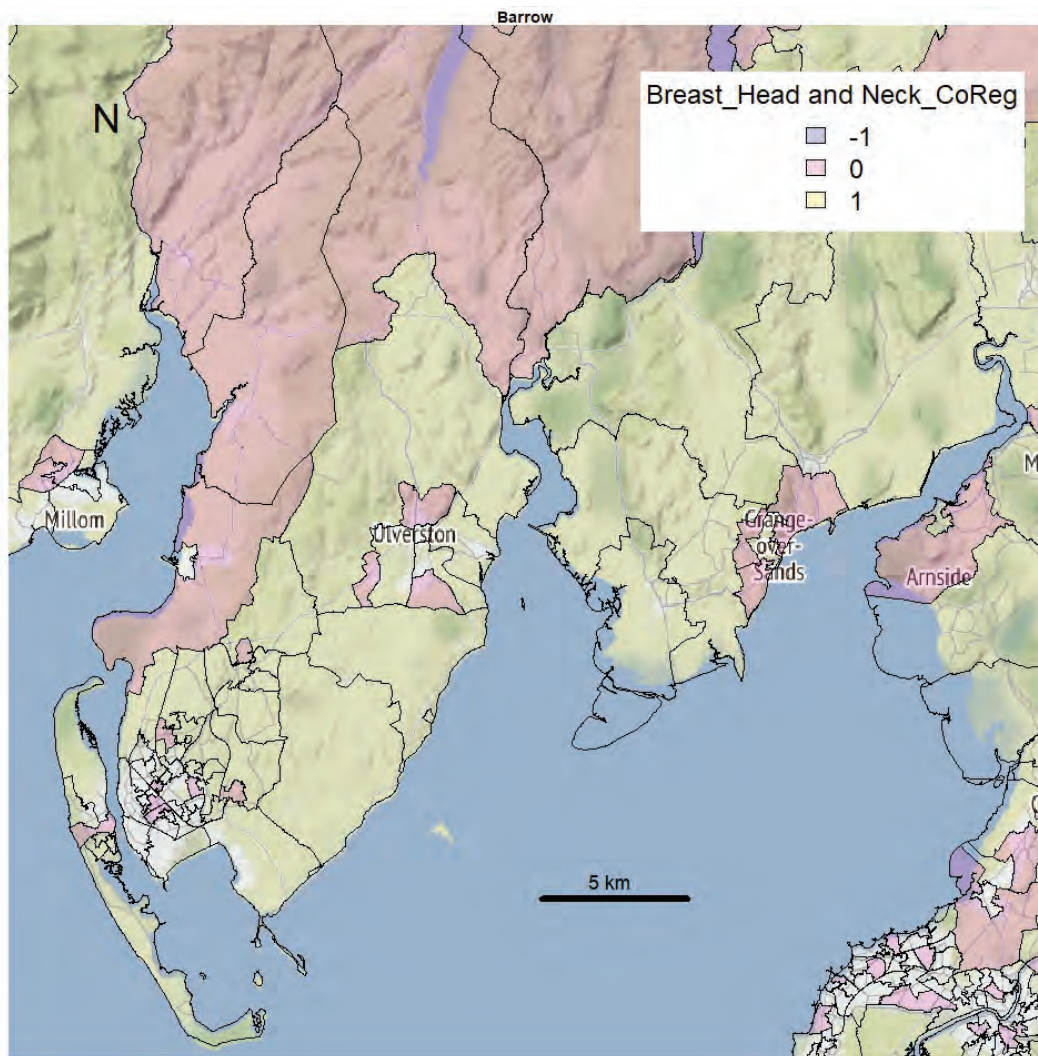 Barrow
N
Breast_Head and Neck_CoReg
-1
0
1
Millom
Ulverston
Grange-
over-
Sands
Arnside
M
5 km